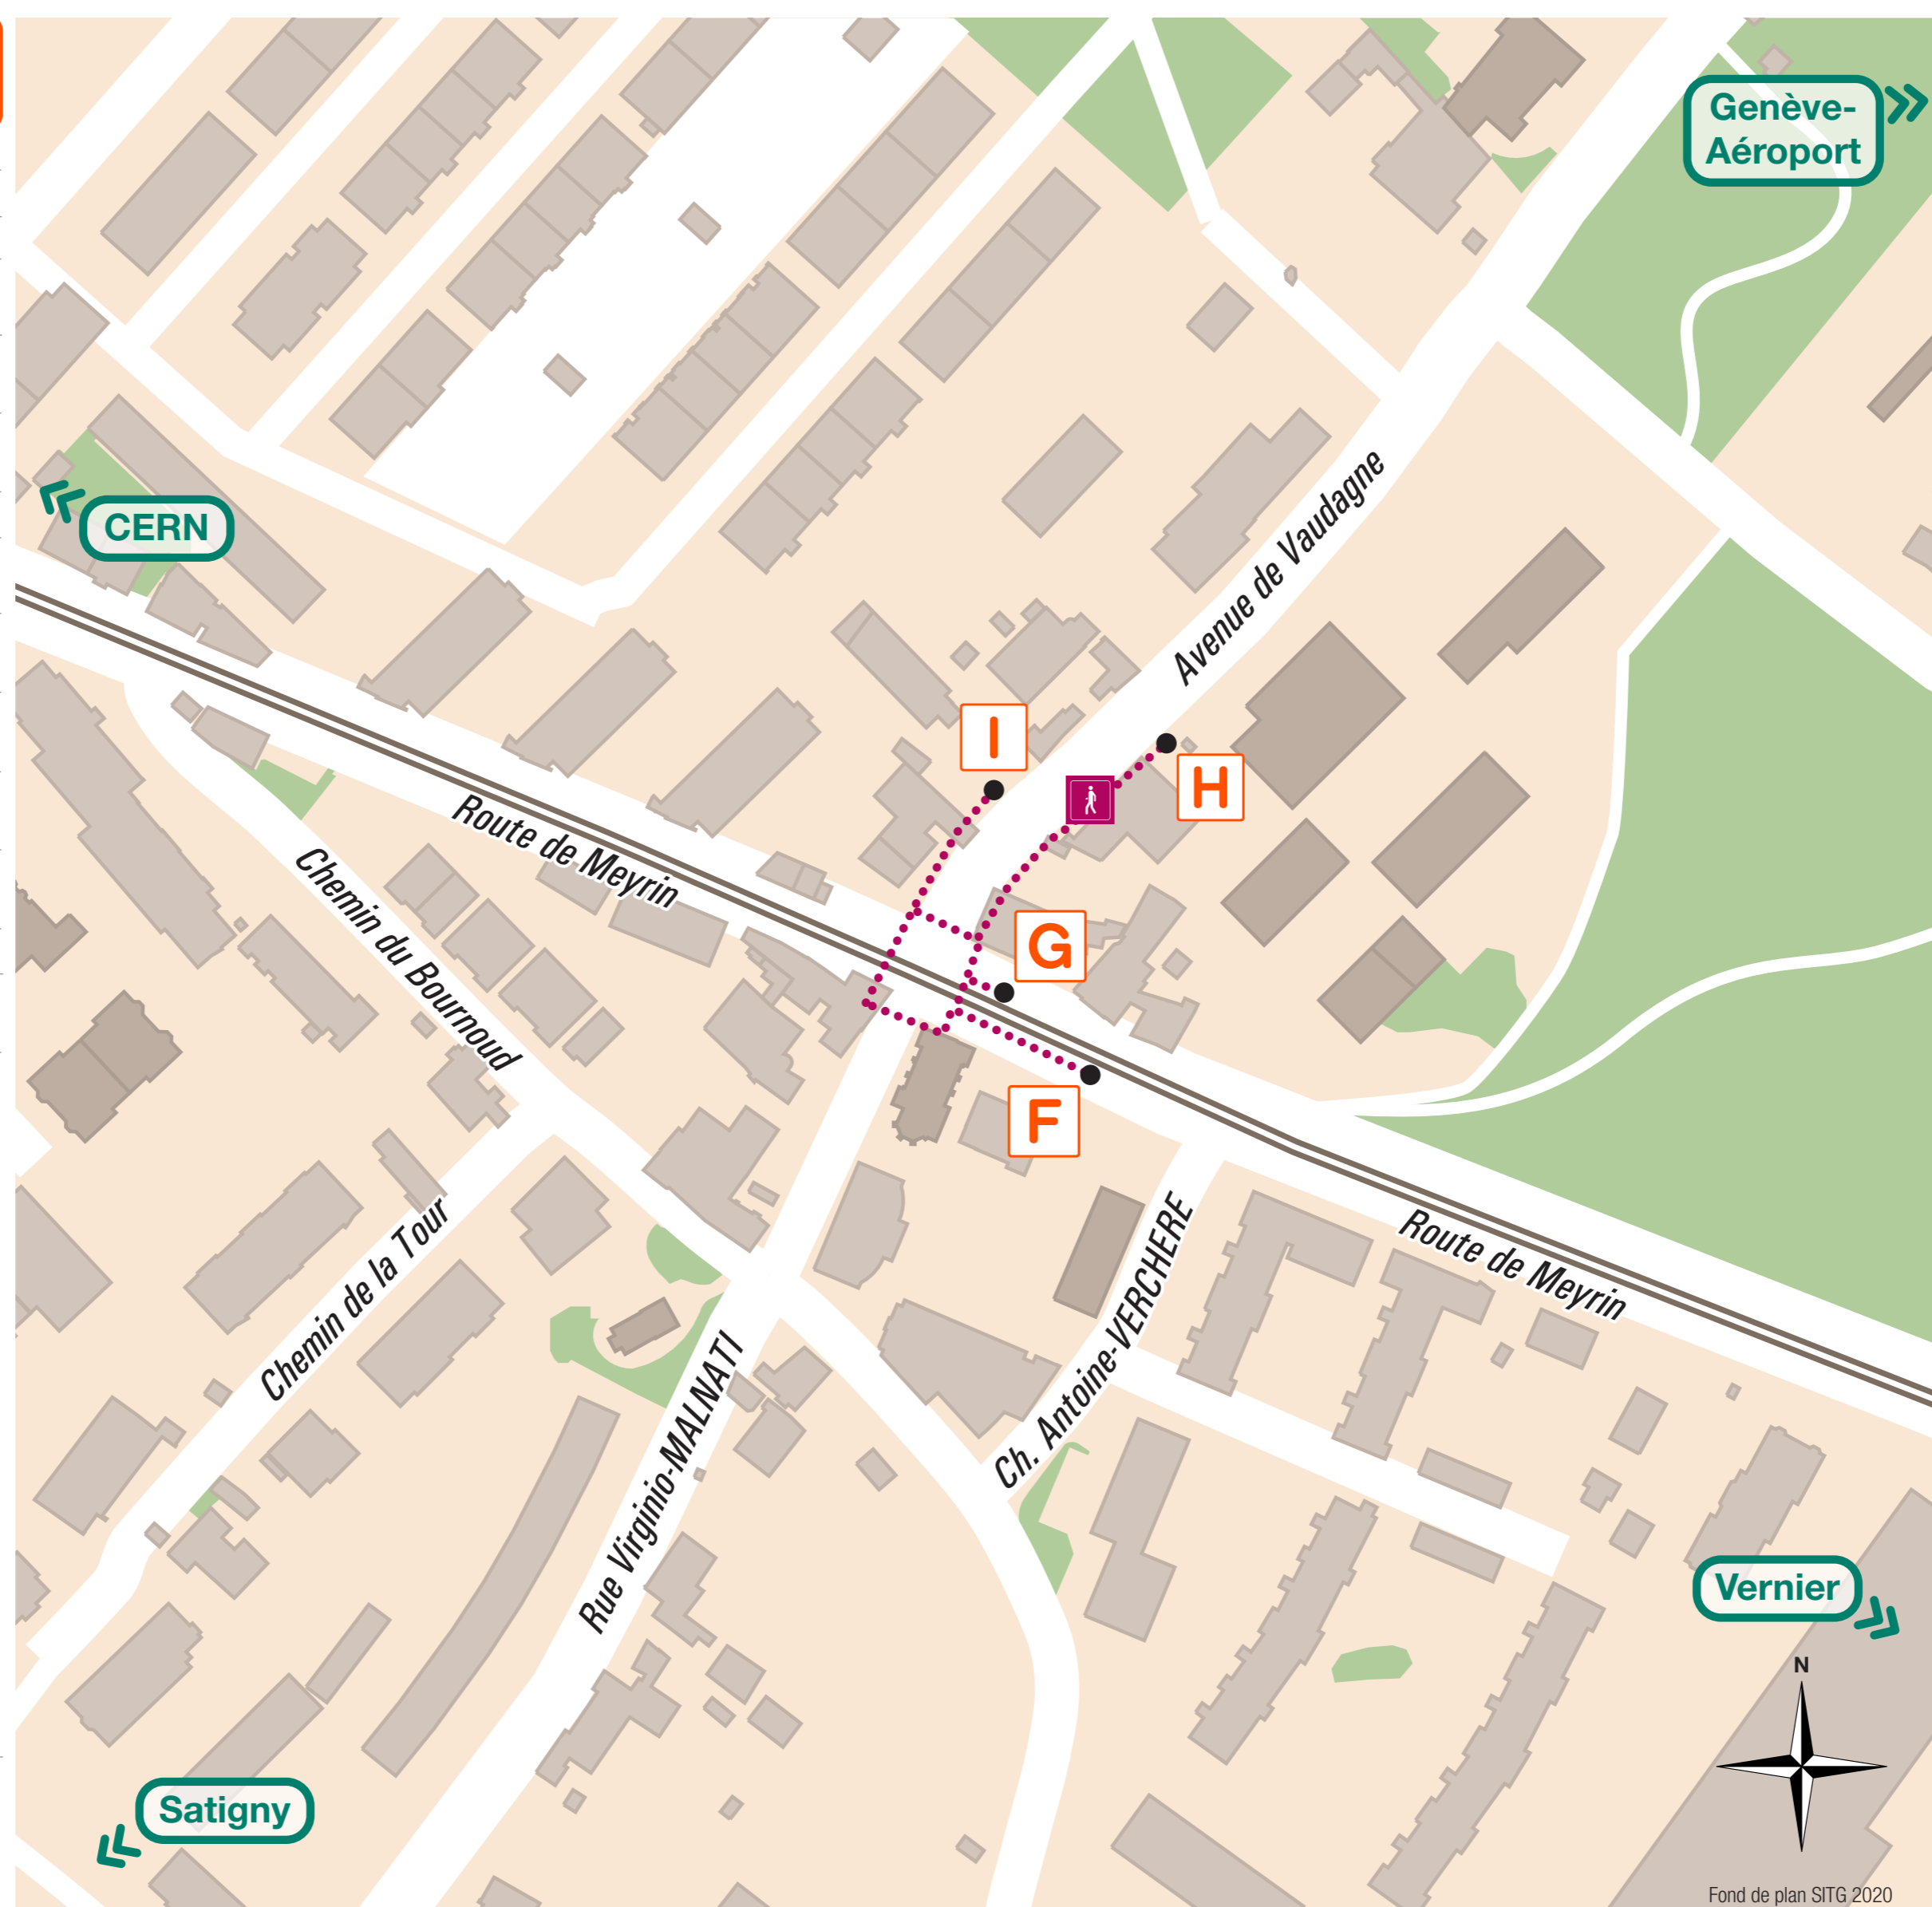 Genève-
Aéroport
CERN
Avenue de Vaudagne
I
H
Route de Meyrin
Chemin du Bournoud
G
F
Chemin de la Tour
Ch. Antoine-VERCHERE
Route de Meyrin
Rue Virginio-MALNATI
Vernier
N
Satigny
Fond de plan SITG 2020